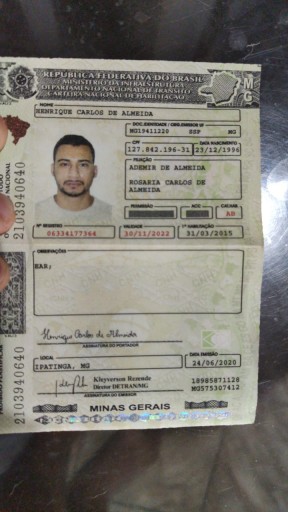 REPÚBLICA FEDERATIVA DO BRASIL
MINISTÉRIO DA INFRAESTRUTURA
DEPARTAMENTO NACIONAL DE TRÂNSITO
CARTEIRA NACIONAL DE HABILITAÇÃO
MG
NOME
HENRIQUE CARLOS DE ALMEIDA
DOC. IDENTIDADE / ÓRG. EMISSOR UF
MG19411220 SSP MG
CPF DATA NASCIMENTO
127.842.196-31 23/12/1996
FILIAÇÃO
ADEMIR DE ALMEIDA
ROSARIA CARLOS DE
ALMEIDA
PERMISSÃO ACC CAT. HAB.
AB
Nº REGISTRO VALIDADE 1ª HABILITAÇÃO
06334177364 30/11/2022 31/03/2015
OBSERVAÇÕES
EAR;
Henrique Carlos de Almeida
ASSINATURA DO PORTADOR
LOCAL DATA EMISSÃO
IPATINGA, MG 24/06/2020
Kleyverson Rezende
Diretor DETRAN/MG
18985871128
MG575307412
ASSINATURA DO EMISSOR
MINAS GERAIS
NACIONAL
2103940640
2103940640